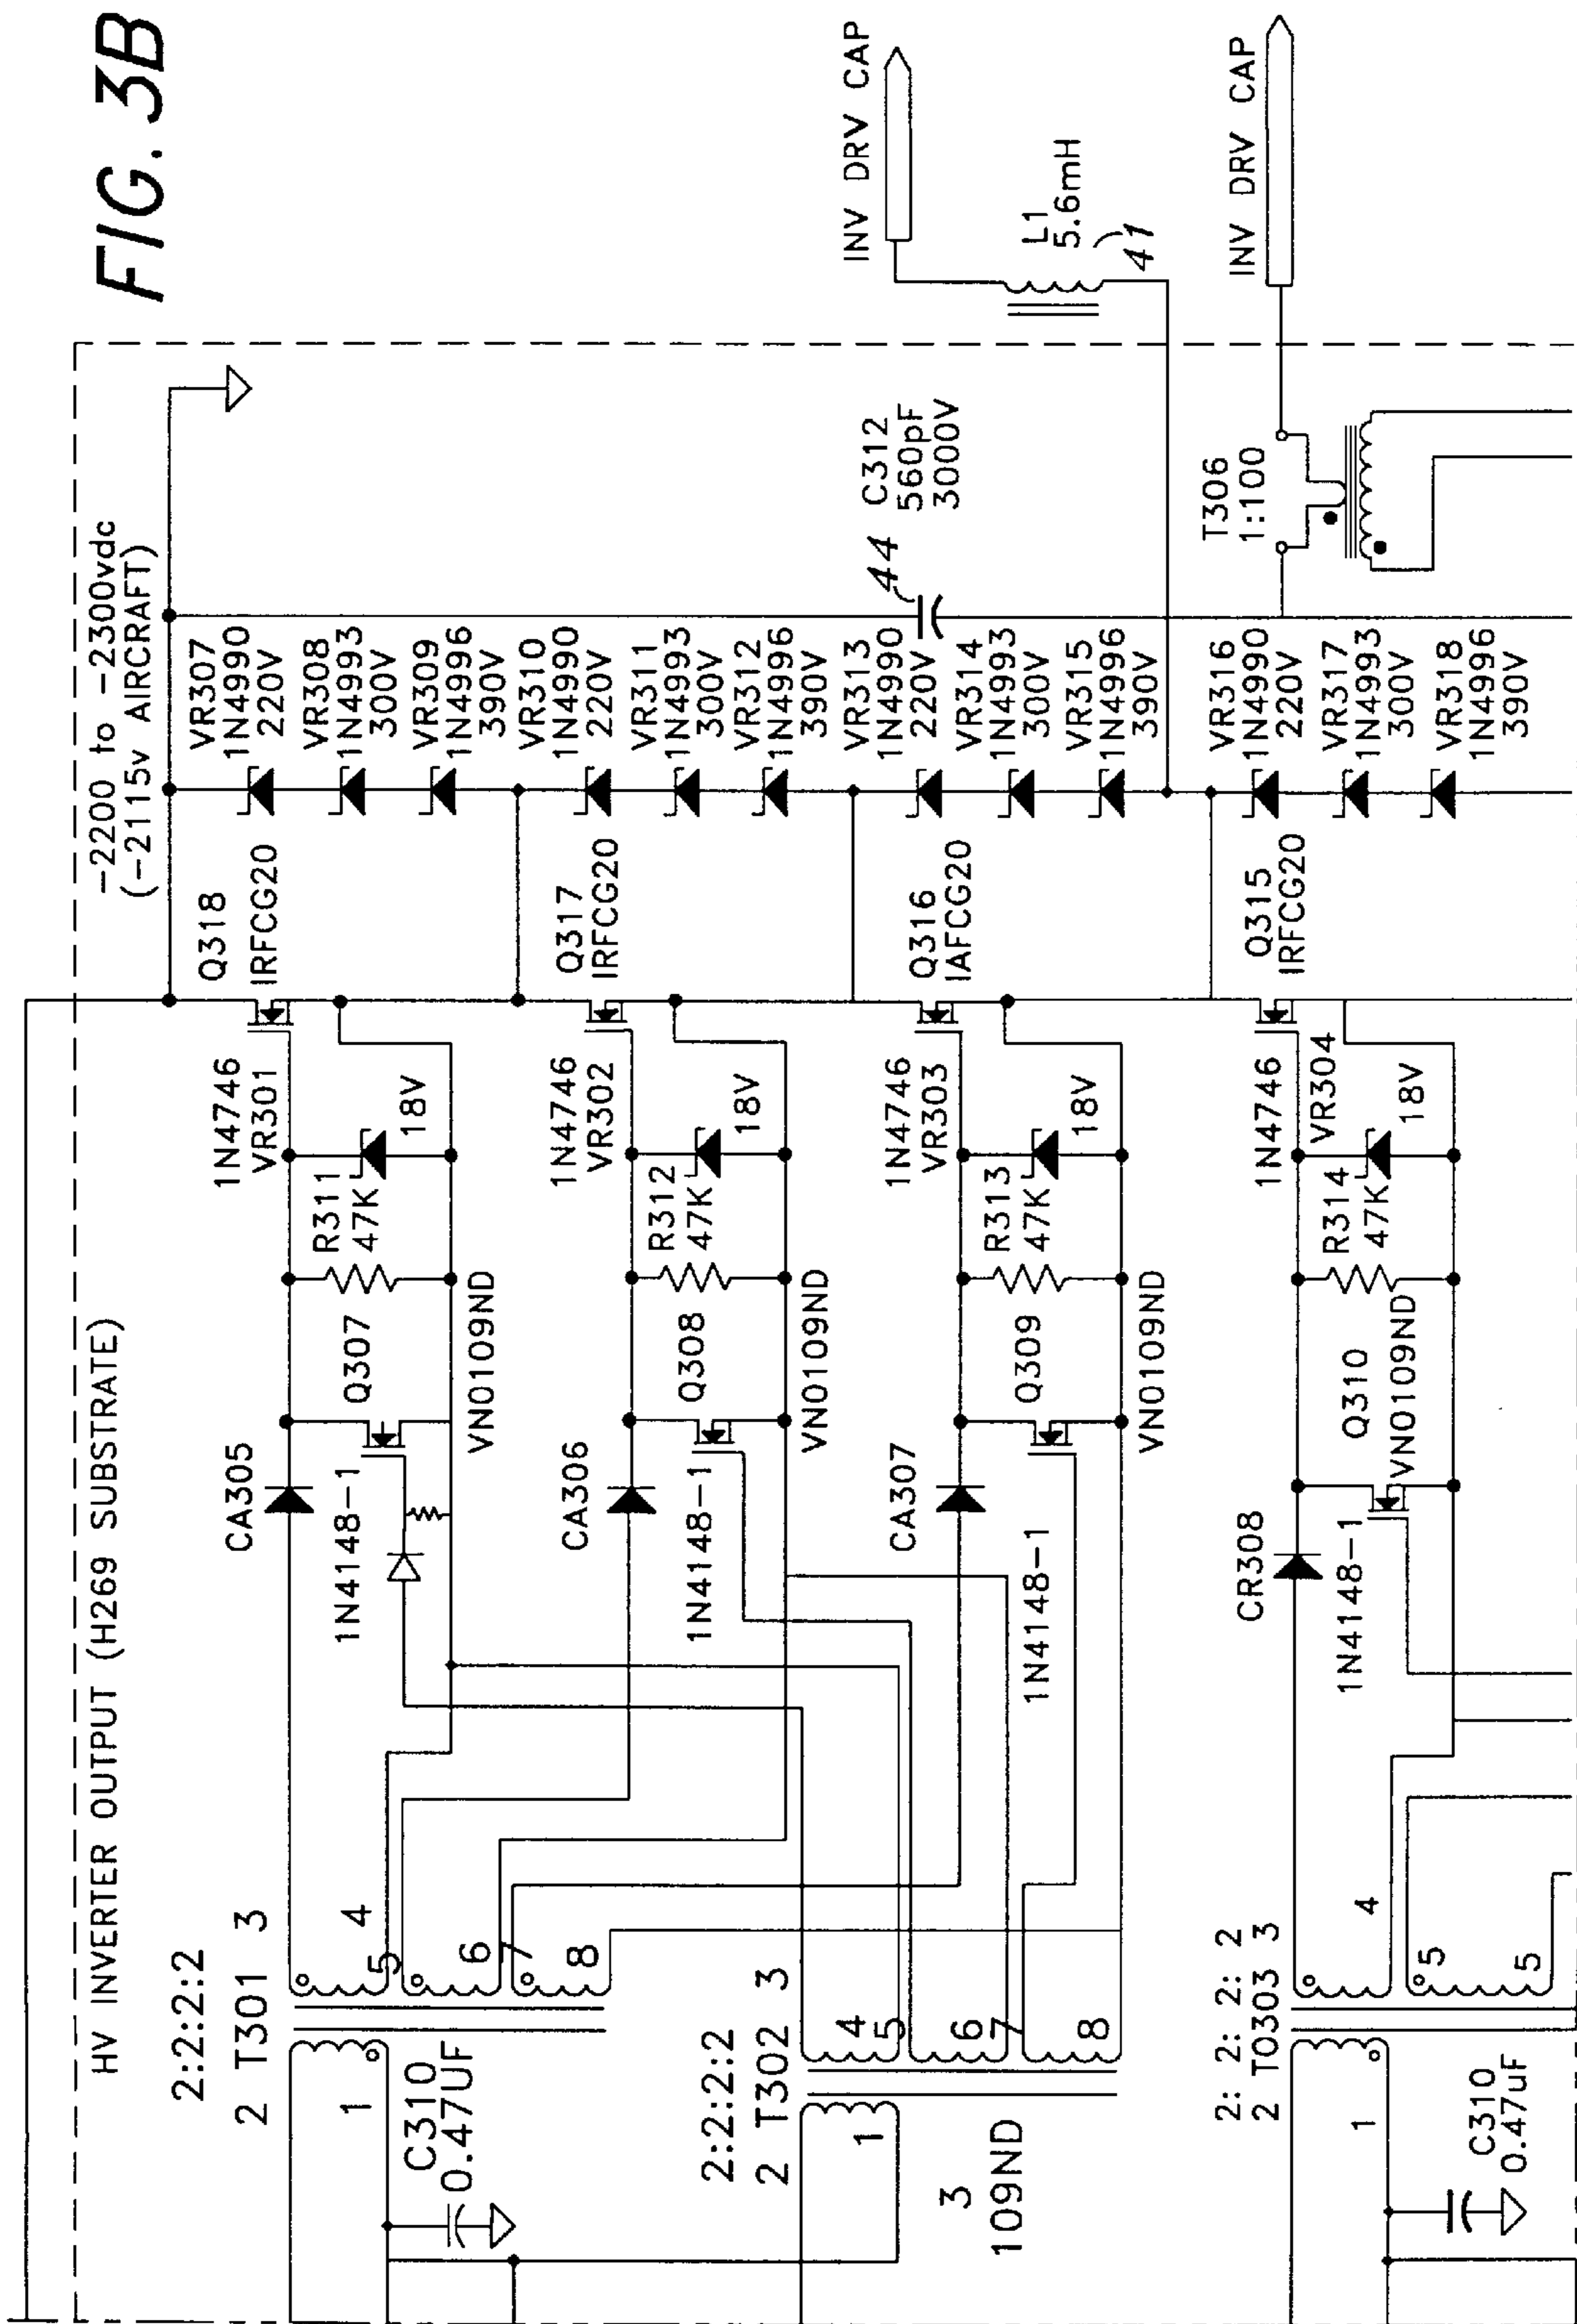 FIG. 3B
HV INVERTER OUTPUT (H269 SUBSTRATE)
-2200 to -2300vdc
(-2115v AIRCRAFT)
2:2:2:2
2 T301 3
1
4
5
6
7
8
C310
0.47UF
CA305
1N4148-1
Q307
VN0109ND
R311
47K
1N4746
VR301
18V
Q318
IRFCG20
VR307
1N4990
220V
VR308
1N4993
300V
VR309
1N4996
390V
CA306
1N4148-1
Q308
VN0109ND
R312
47K
1N4746
VR302
18V
Q317
IRFCG20
VR310
1N4990
220V
VR311
1N4993
300V
VR312
1N4996
390V
2:2:2:2
2 T302 3
1
4
5
6
7
8
3
109ND
CA307
1N4148-1
Q309
VN0109ND
R313
47K
1N4746
VR303
18V
Q316
IAFCG20
VR313
1N4990
220V
VR314
1N4993
300V
VR315
1N4996
390V
44
C312
560pF
3000V
INV DRV CAP
L1
5.6mH
41
2: 2: 2: 2
2 T0303 3
1
4
5
5
C310
0.47uF
CR308
1N4148-1
Q310
VN0109ND
R314
47K
1N4746
VR304
18V
Q315
IRFCG20
VR316
1N4990
220V
VR317
1N4993
300V
VR318
1N4996
390V
T306
1:100
INV DRV CAP